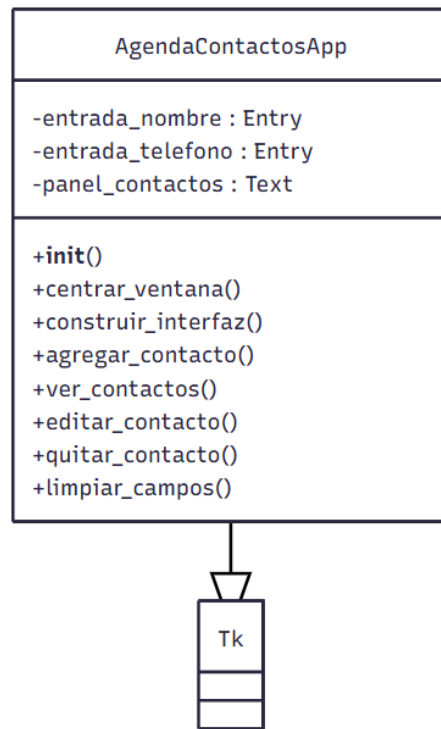 AgendaContactosApp
-entrada_nombre : Entry
-entrada_telefono : Entry
-panel_contactos : Text
+init()
+centrar_ventana()
+construir_interfaz()
+agregar_contacto()
+ver_contactos()
+editar_contacto()
+quitar_contacto()
+limpiar_campos()
Tk